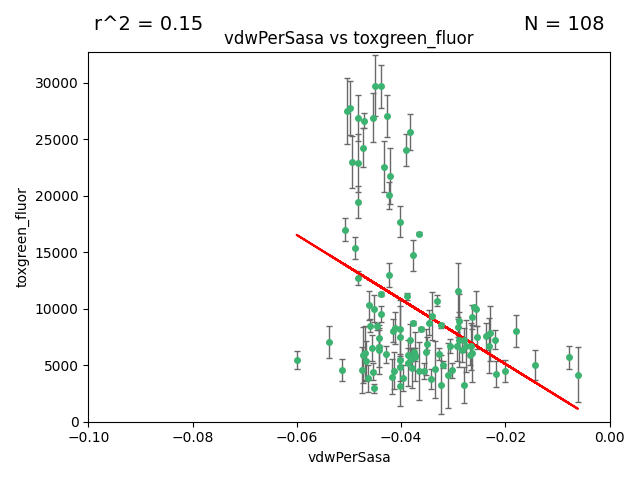 r^2 = 0.15
N = 108
vdwPerSasa vs toxgreen_fluor
30000
25000
20000
15000
10000
5000
0
toxgreen_fluor
−0.10
−0.08
−0.06
−0.04
−0.02
0.00
vdwPerSasa